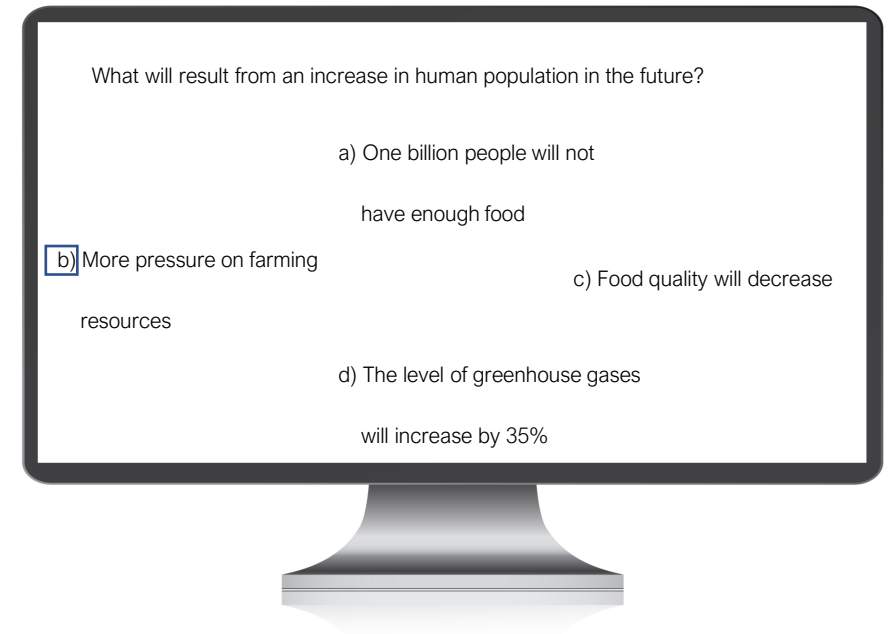 What will result from an increase in human population in the future?
a) One billion people will not
have enough food
b) More pressure on farming
resources
c) Food quality will decrease
d) The level of greenhouse gases
will increase by 35%